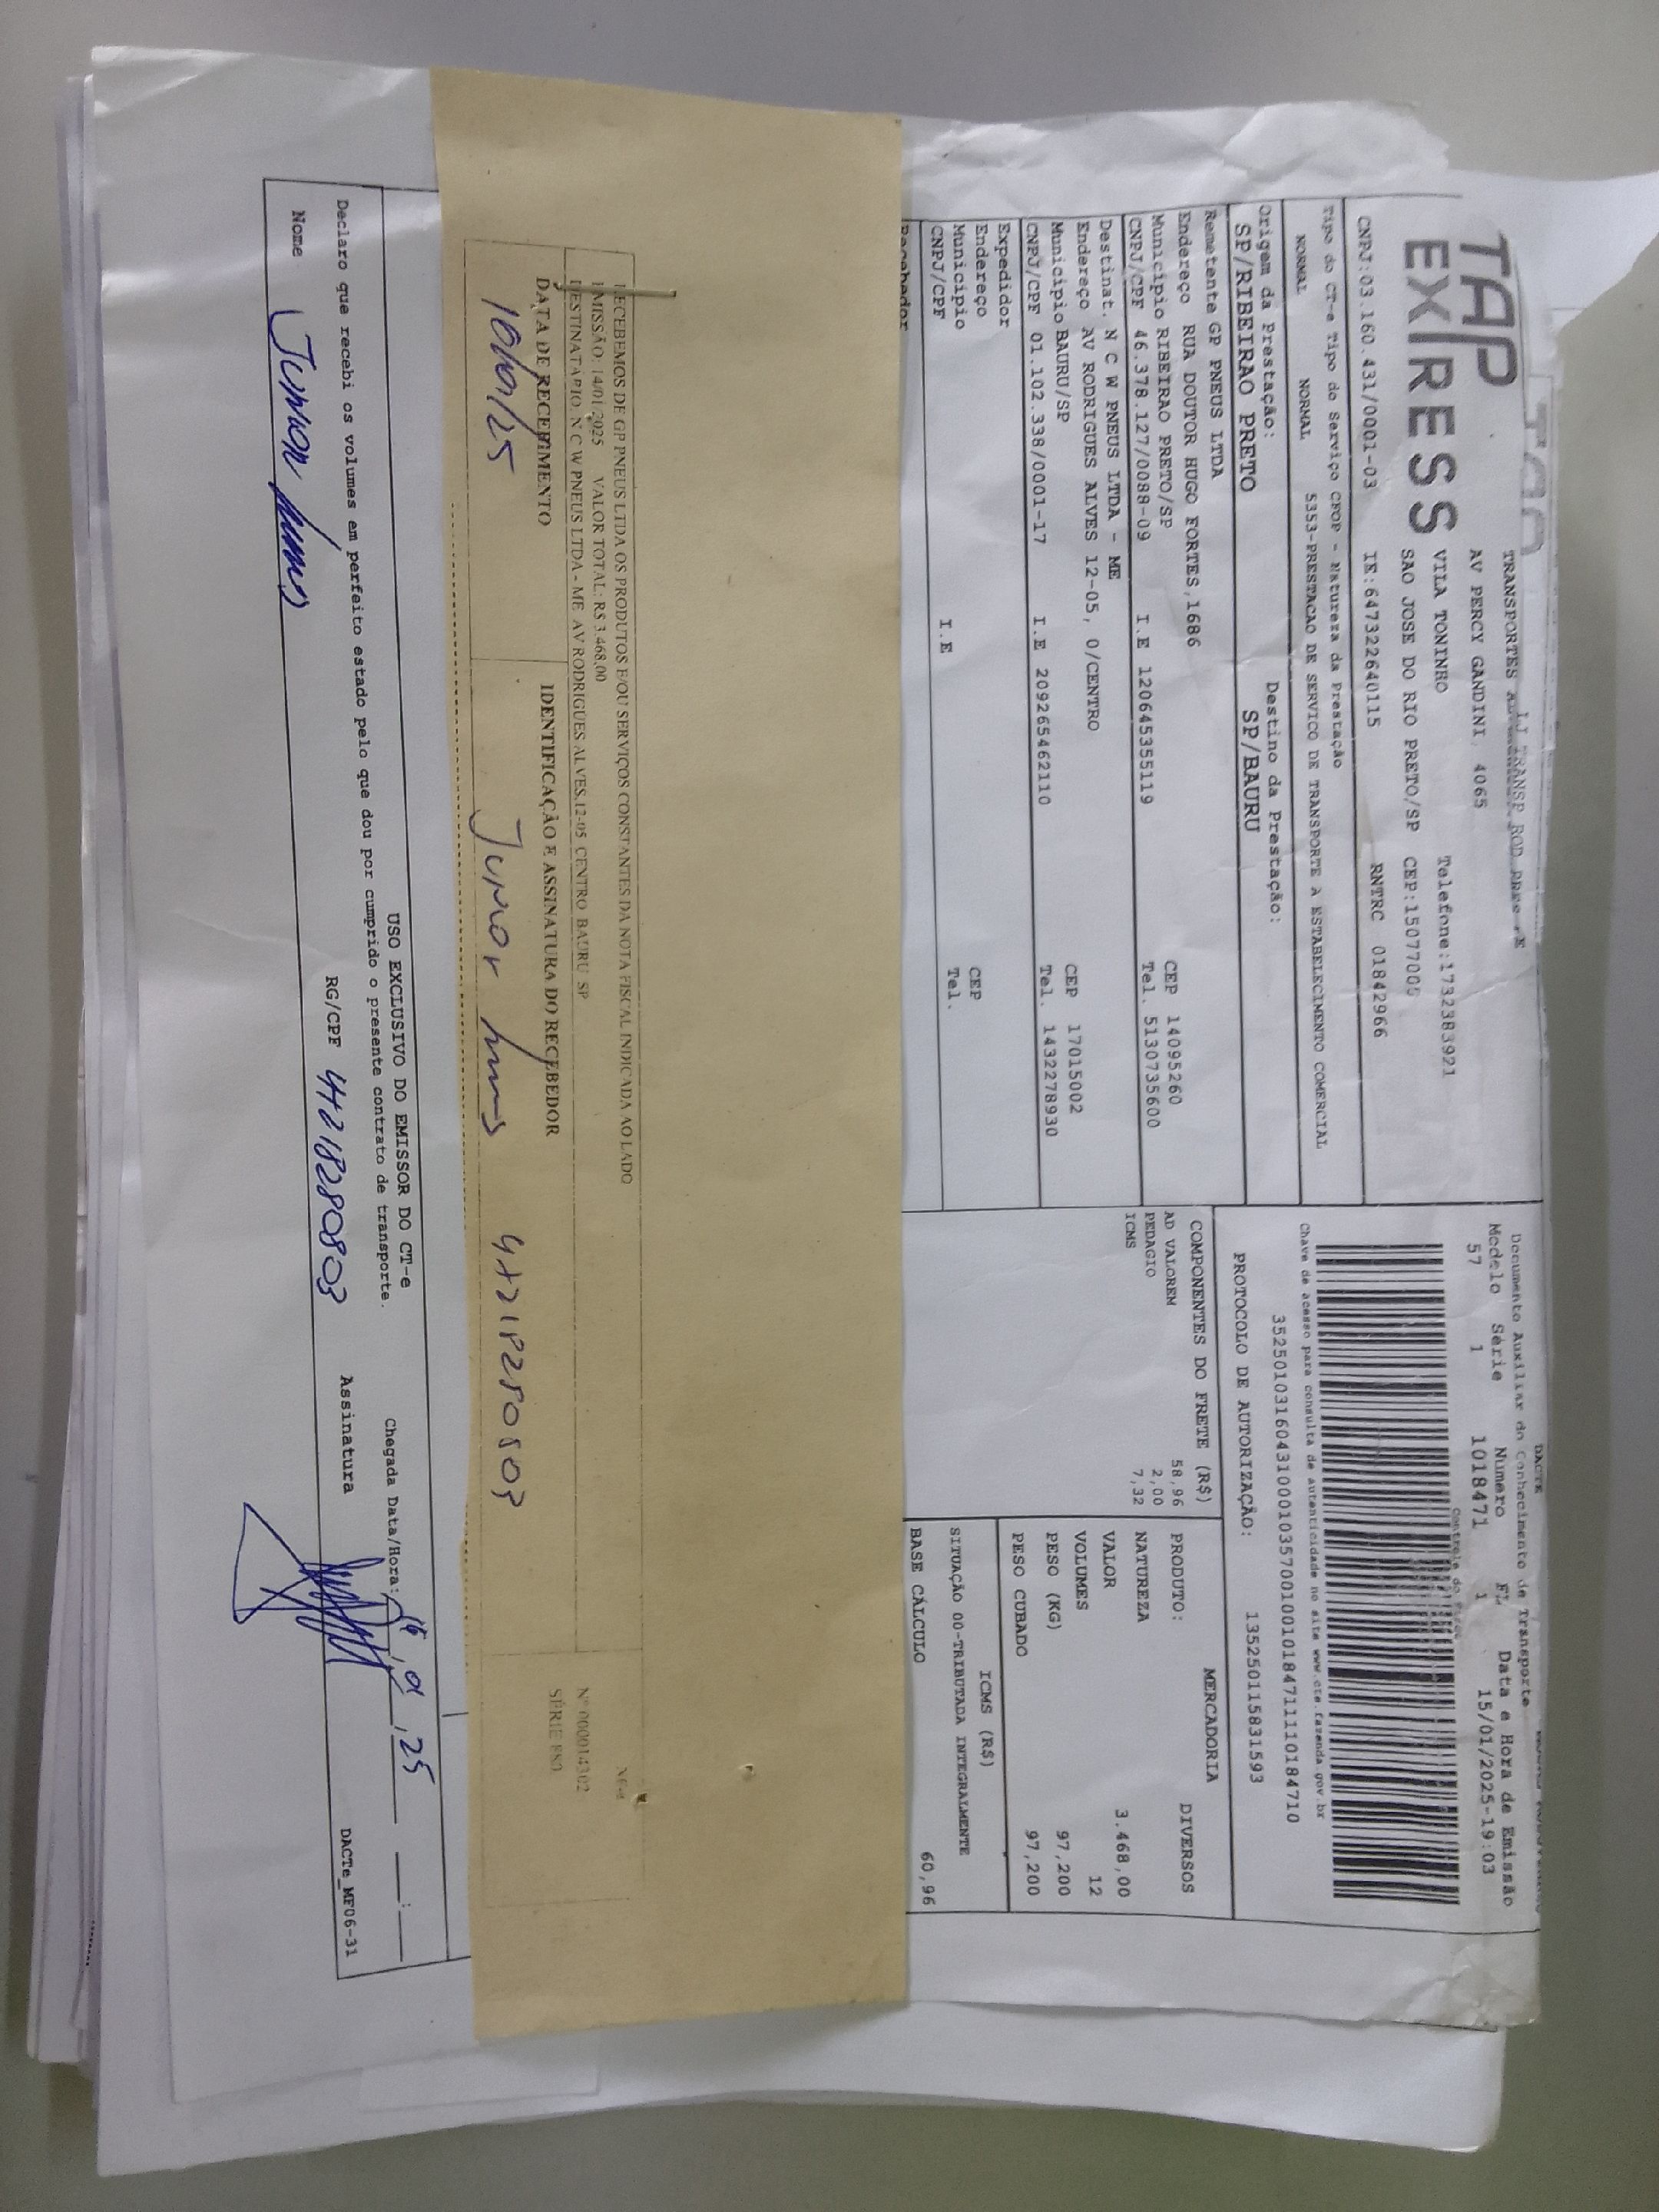 TAP
EXPRESS
TRANSPORTES
AV PERCY GANDINI, 4065
VILA TONINHO Telefone:1732383921
SAO JOSE DO RIO PRETO/SP CEP:15077000
CNPJ:03.160.431/0001-03 IE:647322640115 RNTRC 01842966
Tipo do CT-e Tipo do Serviço CFOP - Natureza da Prestação
NORMAL NORMAL 5353-PRESTACAO DE SERVICO DE TRANSPORTE A ESTABELECIMENTO COMERCIAL
Origem da Prestação: Destino da Prestação:
SP/RIBEIRAO PRETO SP/BAURU
Remetente GP PNEUS LTDA
Endereço RUA DOUTOR HUGO FORTES,1686 CEP 14095260
Municipio RIBEIRAO PRETO/SP Tel. 5130735600
CNPJ/CPF 46.378.127/0088-09 I.E 120645355119
Destinat. N C W PNEUS LTDA - ME
Endereço AV RODRIGUES ALVES 12-05, 0/CENTRO CEP 17015002
Municipio BAURU/SP Tel. 1432278930
CNPJ/CPF 01.102.338/0001-17 I.E 209265462110
Expedidor
Endereço CEP
Municipio Tel.
CNPJ/CPF I.E
Recebedor
DACTE
Documento Auxiliar do Conhecimento de Transporte
Modelo Série Numero FL Data e Hora de Emissão
57 1 1018471 1 15/01/2025-19:03
Controle do Fisco
Chave de acesso para consulta de autenticidade no site www.cte.fazenda.gov.br
35250103160431000103570010010184711110184710
PROTOCOLO DE AUTORIZAÇÃO: 135250115831593
COMPONENTES DO FRETE (R$)
AD VALOREM 58,96
PEDAGIO 2,00
ICMS 7,32
MERCADORIA
PRODUTO: DIVERSOS
NATUREZA
VALOR 3.468,00
VOLUMES 12
PESO (KG) 97,200
PESO CUBADO 97,200
ICMS (R$)
SITUAÇÃO 00-TRIBUTADA INTEGRALMENTE
BASE CÁLCULO 60,96
RECEBEMOS DE GP PNEUS LTDA OS PRODUTOS E/OU SERVIÇOS CONSTANTES DA NOTA FISCAL INDICADA AO LADO
EMISSÃO: 14/01/2025 VALOR TOTAL: R$ 3.468,00
DESTINATARIO: N C W PNEUS LTDA - ME AV RODRIGUES ALVES,12-05 CENTRO BAURU SP
NF-e
Nº 000014302
DATA DE RECEBIMENTO IDENTIFICAÇÃO E ASSINATURA DO RECEBEDOR
Junior 44218280803
USO EXCLUSIVO DO EMISSOR DO CT-e
Chegada Data/Hora: 16, 01, 25 __:__
Declaro que recebi os volumes em perfeito estado pelo que dou por cumprido o presente contrato de transporte.
Nome Junior RG/CPF 44218280803 Assinatura
DACTe_MF06-31